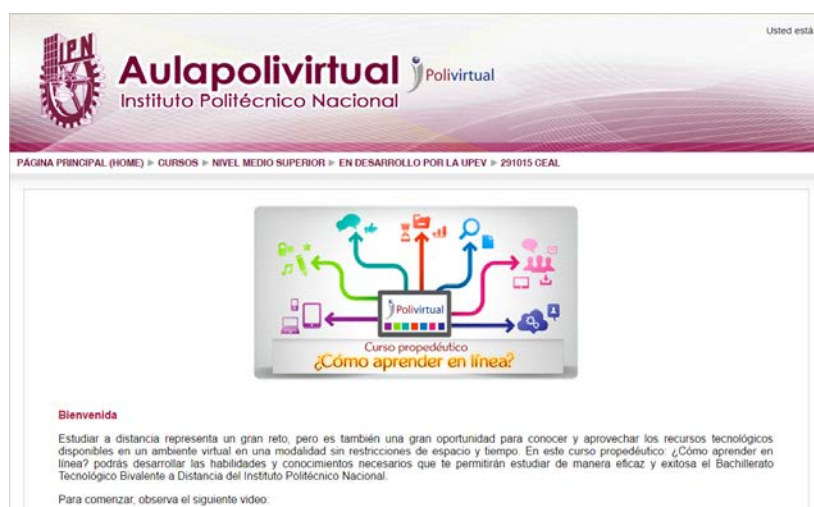 Usted está
IPN
Aulapolivirtual
Polivirtual
Instituto Politécnico Nacional
PÁGINA PRINCIPAL (HOME) ► CURSOS ► NIVEL MEDIO SUPERIOR ► EN DESARROLLO POR LA UPEV ► 291015 CEAL
Polivirtual
Curso propedéutico
¿Cómo aprender en línea?
Bienvenida
Estudiar a distancia representa un gran reto, pero es también una gran oportunidad para conocer y aprovechar los recursos tecnológicos
disponibles en un ambiente virtual en una modalidad sin restricciones de espacio y tiempo. En este curso propedéutico: ¿Cómo aprender en
línea? podrás desarrollar las habilidades y conocimientos necesarios que te permitirán estudiar de manera eficaz y exitosa el Bachillerato
Tecnológico Bivalente a Distancia del Instituto Politécnico Nacional.
Para comenzar, observa el siguiente video: